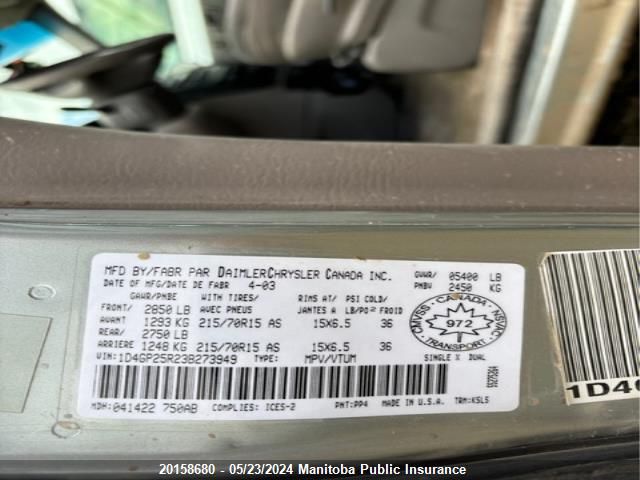 MFD BY/FABR PAR DAIMLERCHRYSLER CANADA INC.
DATE OF MFG/DATE DE FABR 4-03
GVWR/ 05400 LB
PNBV 2450 KG
GAWR/PNBE WITH TIRES/ RIMS AT/ PSI COLD/
FRONT/ 2850 LB AVEC PNEUS JANTES A LB/PO² FROID
AVANT 1293 KG 215/70R15 AS 15X6.5 36
REAR/ 2750 LB
ARRIERE 1248 KG 215/70R15 AS 15X6.5 36
VIN: 1D4GP25R23B273949 TYPE: MPV/VTUM SINGLE X DUAL
MDH: 041422 750AB COMPLIES: ICES-2 PNT: PP4 MADE IN U.S.A. TRM: KSL5
CMVSS CANADA NSVAC
972
1D4G
20158680 - 05/23/2024 Manitoba Public Insurance